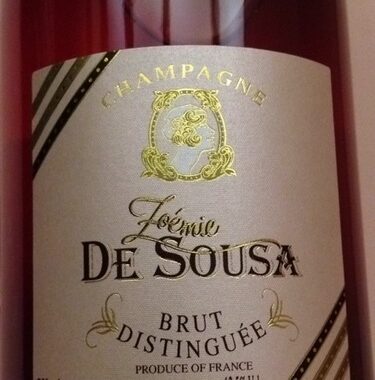 CHAMPAGNE
Zoémie
DE SOUSA
BRUT
DISTINGUÉE
PRODUCE OF FRANCE